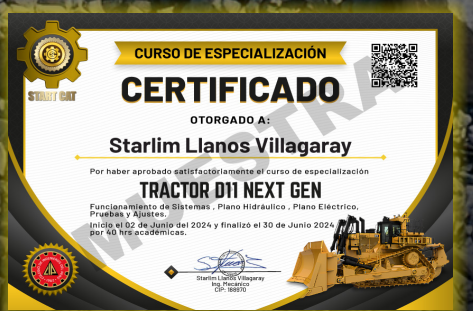 CURSO DE ESPECIALIZACIÓN
CERTIFICADO
OTORGADO A:
START CAT
Starlim Llanos Villagaray
Por haber aprobado satisfactoriamente el curso de especialización
TRACTOR D11 NEXT GEN
Funcionamiento de Sistemas , Plano Hidráulico , Plano Eléctrico,
Pruebas y Ajustes.
Inicio el 02 de Junio del 2024 y finalizó el 30 de Junio 2024
por 40 hrs académicas.
MUESTRA
Starlim Llanos Villagaray
Ing. Mecánico
CIP: 188970